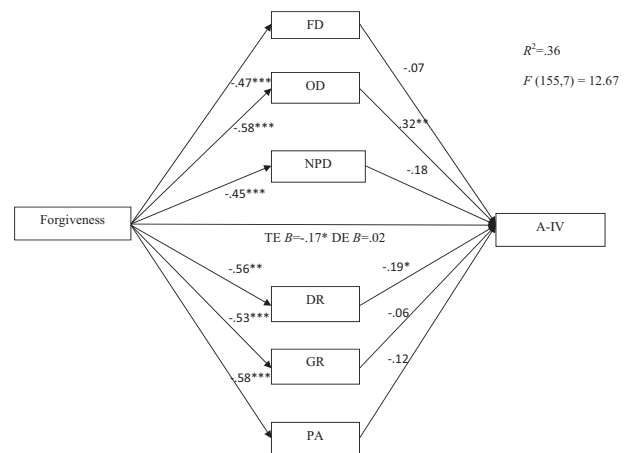 FD
R²=.36
-.07
F (155,7) = 12.67
-.47***
OD
-.58***
.32**
NPD
-.18
-.45***
Forgiveness
A-IV
TE B=-.17* DE B=.02
-.56**
-.19*
DR
-.53***
-.06
GR
-.12
-.58***
PA